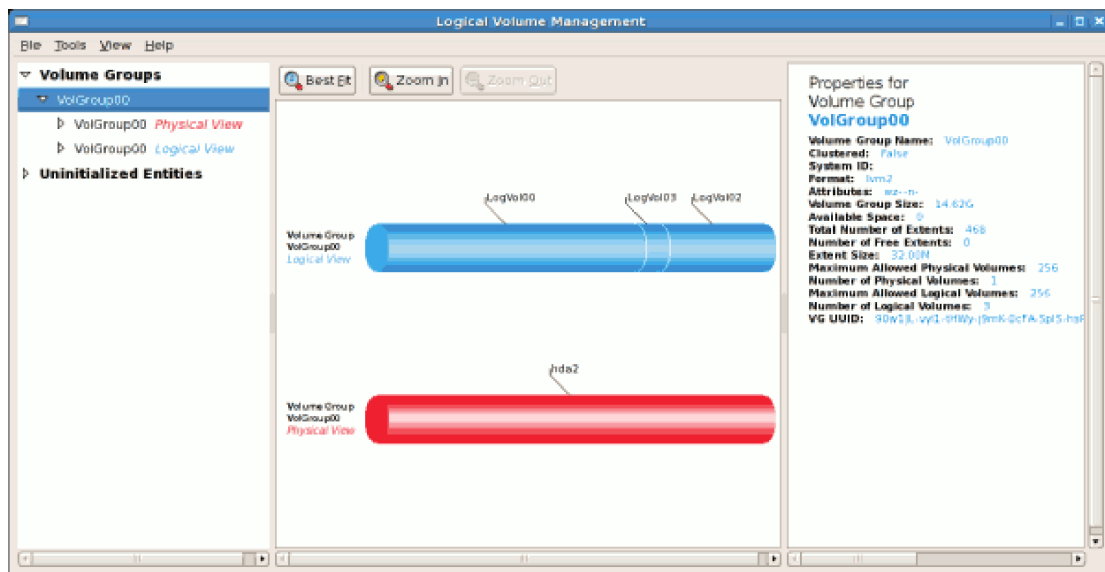 Logical Volume Management
File Tools View Help
Volume Groups
VolGroup00
VolGroup00 Physical View
VolGroup00 Logical View
Uninitialized Entities
Best Fit Zoom In Zoom Out
LogVol00 LogVol03 LogVol02
Volume Group
VolGroup00
Logical View
hda2
Volume Group
VolGroup00
Physical View
Properties for
Volume Group
VolGroup00
Volume Group Name: VolGroup00
Clustered: False
System ID:
Format: lvm2
Attributes: wz--n-
Volume Group Size: 14.62G
Available Space: 0
Total Number of Extents: 468
Number of Free Extents: 0
Extent Size: 32.00M
Maximum Allowed Physical Volumes: 256
Number of Physical Volumes: 1
Maximum Allowed Logical Volumes: 256
Number of Logical Volumes: 3
VG UUID: